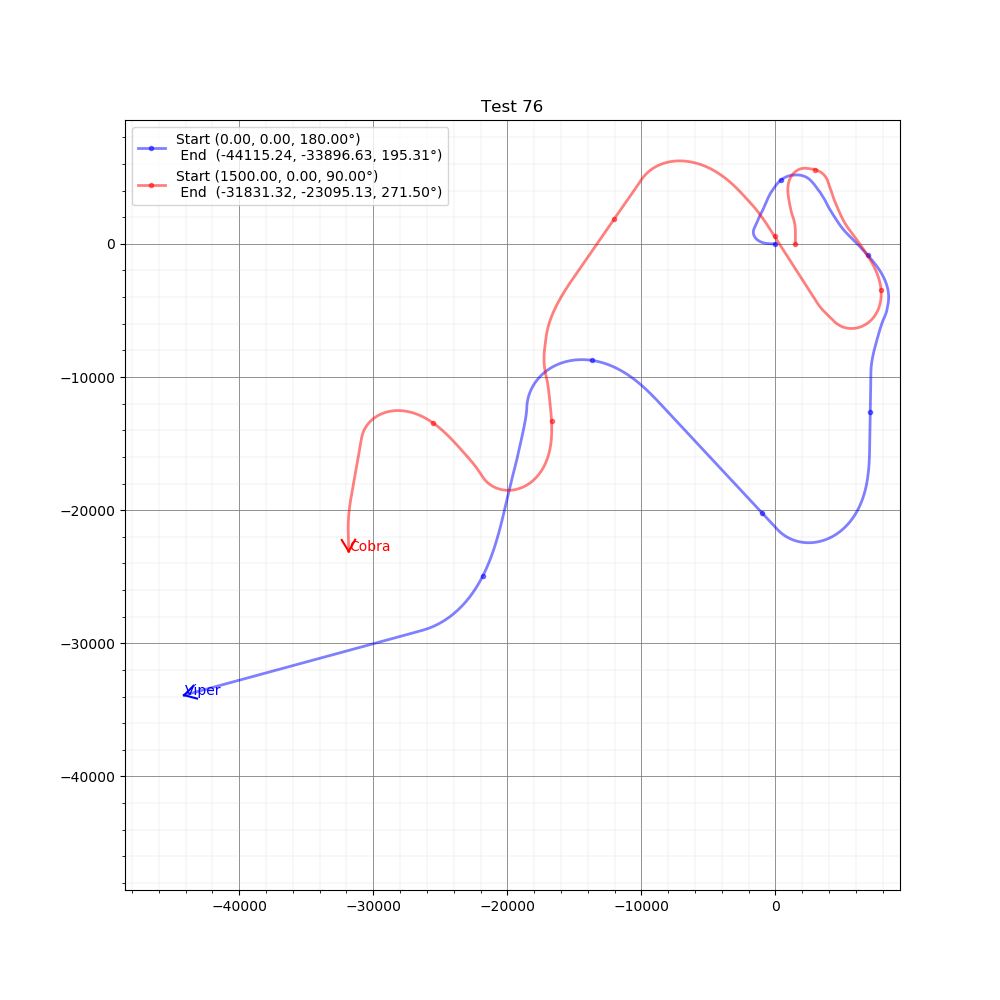 Test 76
Start (0.00, 0.00, 180.00°)
End  (-44115.24, -33896.63, 195.31°)
Start (1500.00, 0.00, 90.00°)
End  (-31831.32, -23095.13, 271.50°)
0
−10000
−20000
−30000
−40000
Cobra
Viper
−40000 −30000 −20000 −10000 0